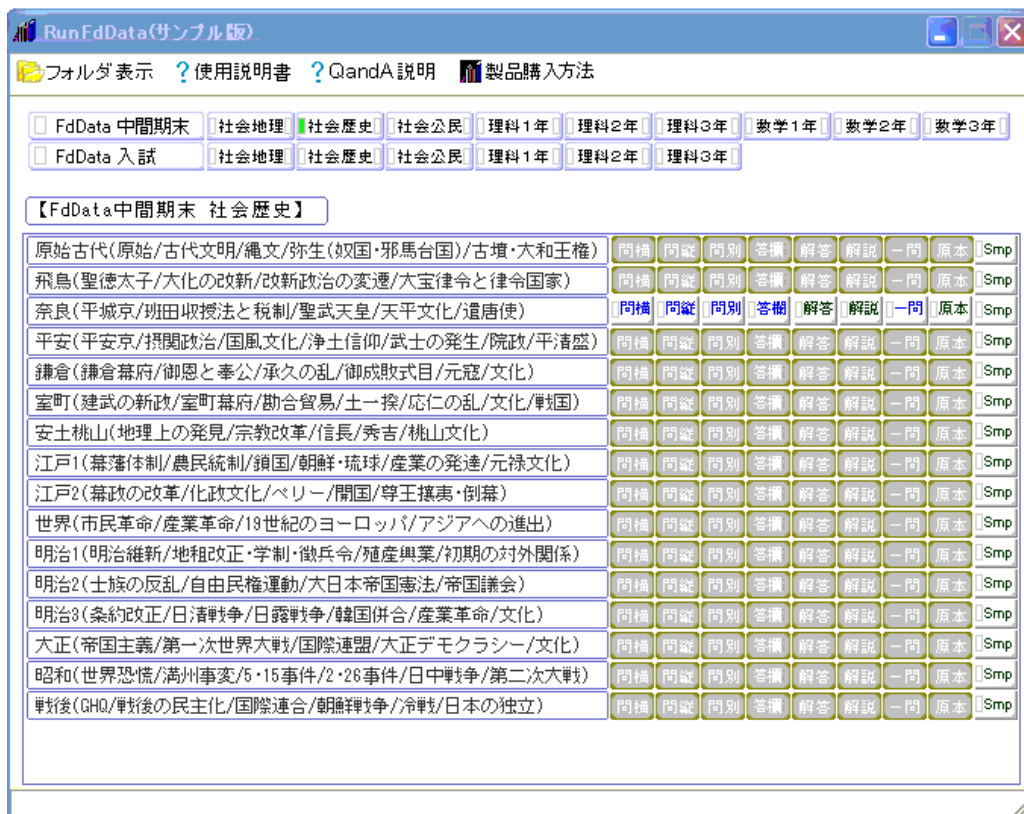 RunFdData(サンプル版)
フォルダ表示 ?使用説明書 ?QandA説明 製品購入方法
FdData 中間期末 社会地理 社会歴史 社会公民 理科1年 理科2年 理科3年 数学1年 数学2年 数学3年
FdData 入試 社会地理 社会歴史 社会公民 理科1年 理科2年 理科3年
【FdData中間期末 社会歴史】
原始古代(原始/古代文明/縄文/弥生(奴国・邪馬台国)/古墳・大和王権) 問横 問縦 問別 答欄 解答 解説 一問 原本 Smp
飛鳥(聖徳太子/大化の改新/改新政治の変遷/大宝律令と律令国家) 問横 問縦 問別 答欄 解答 解説 一問 原本 Smp
奈良(平城京/班田収授法と税制/聖武天皇/天平文化/遣唐使) 問横 問縦 問別 答欄 解答 解説 一問 原本 Smp
平安(平安京/摂関政治/国風文化/浄土信仰/武士の発生/院政/平清盛) 問横 問縦 問別 答欄 解答 解説 一問 原本 Smp
鎌倉(鎌倉幕府/御恩と奉公/承久の乱/御成敗式目/元寇/文化) 問横 問縦 問別 答欄 解答 解説 一問 原本 Smp
室町(建武の新政/室町幕府/勘合貿易/土一揆/応仁の乱/文化/戦国) 問横 問縦 問別 答欄 解答 解説 一問 原本 Smp
安土桃山(地理上の発見/宗教改革/信長/秀吉/桃山文化) 問横 問縦 問別 答欄 解答 解説 一問 原本 Smp
江戸1(幕藩体制/農民統制/鎖国/朝鮮・琉球/産業の発達/元禄文化) 問横 問縦 問別 答欄 解答 解説 一問 原本 Smp
江戸2(幕政の改革/化政文化/ペリー/開国/尊王攘夷・倒幕) 問横 問縦 問別 答欄 解答 解説 一問 原本 Smp
世界(市民革命/産業革命/19世紀のヨーロッパ/アジアへの進出) 問横 問縦 問別 答欄 解答 解説 一問 原本 Smp
明治1(明治維新/地租改正・学制・徴兵令/殖産興業/初期の対外関係) 問横 問縦 問別 答欄 解答 解説 一問 原本 Smp
明治2(士族の反乱/自由民権運動/大日本帝国憲法/帝国議会) 問横 問縦 問別 答欄 解答 解説 一問 原本 Smp
明治3(条約改正/日清戦争/日露戦争/韓国併合/産業革命/文化) 問横 問縦 問別 答欄 解答 解説 一問 原本 Smp
大正(帝国主義/第一次世界大戦/国際連盟/大正デモクラシー/文化) 問横 問縦 問別 答欄 解答 解説 一問 原本 Smp
昭和(世界恐慌/満州事変/5・15事件/2・26事件/日中戦争/第二次大戦) 問横 問縦 問別 答欄 解答 解説 一問 原本 Smp
戦後(GHQ/戦後の民主化/国際連合/朝鮮戦争/冷戦/日本の独立) 問横 問縦 問別 答欄 解答 解説 一問 原本 Smp